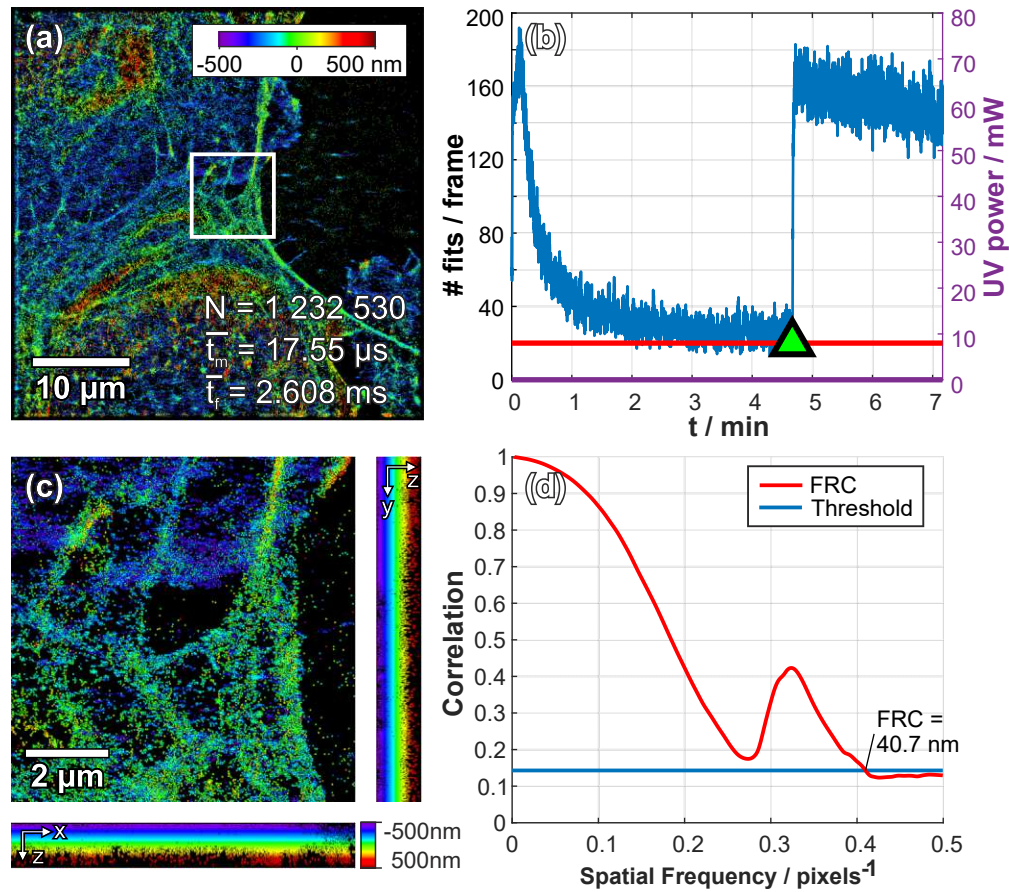 (a)
-500 0 500 nm
N = 1 232 530
t̅ₘ = 17.55 µs
t̅f = 2.608 ms
10 µm
(b)
200
160
120
80
40
0
# fits / frame
0 1 2 3 4 5 6 7
t / min
80
70
60
50
40
30
20
10
0
UV power / mW
(c)
2 µm
z
y
x
z
-500nm
500nm
(d)
1
0.9
0.8
0.7
0.6
0.5
0.4
0.3
0.2
0.1
0
Correlation
FRC
Threshold
FRC =
40.7 nm
0 0.1 0.2 0.3 0.4 0.5
Spatial Frequency / pixels⁻¹